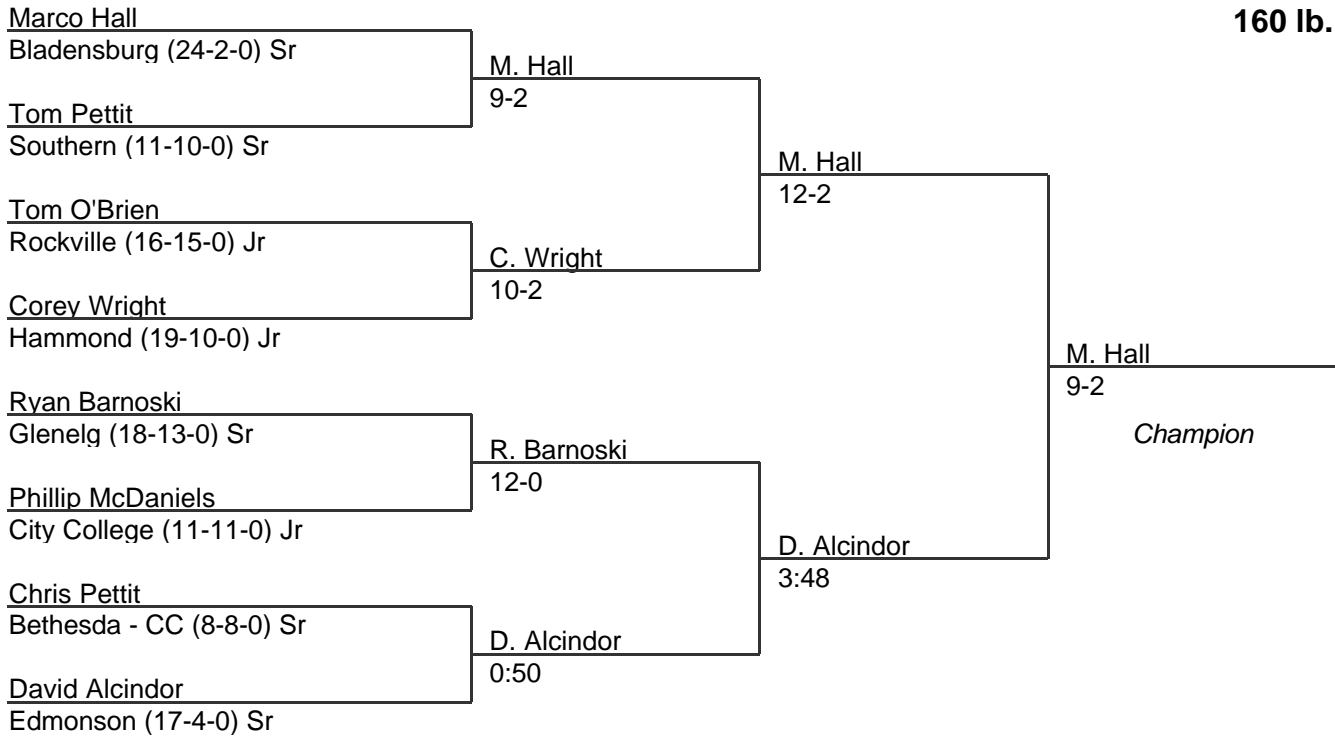 160 lb.
Marco Hall
Bladensburg (24-2-0) Sr
M. Hall
9-2
Tom Pettit
Southern (11-10-0) Sr
M. Hall
12-2
Tom O'Brien
Rockville (16-15-0) Jr
C. Wright
10-2
Corey Wright
Hammond (19-10-0) Jr
M. Hall
9-2
Champion
Ryan Barnoski
Glenelg (18-13-0) Sr
R. Barnoski
12-0
Phillip McDaniels
City College (11-11-0) Jr
D. Alcindor
3:48
Chris Pettit
Bethesda - CC (8-8-0) Sr
D. Alcindor
0:50
David Alcindor
Edmonson (17-4-0) Sr